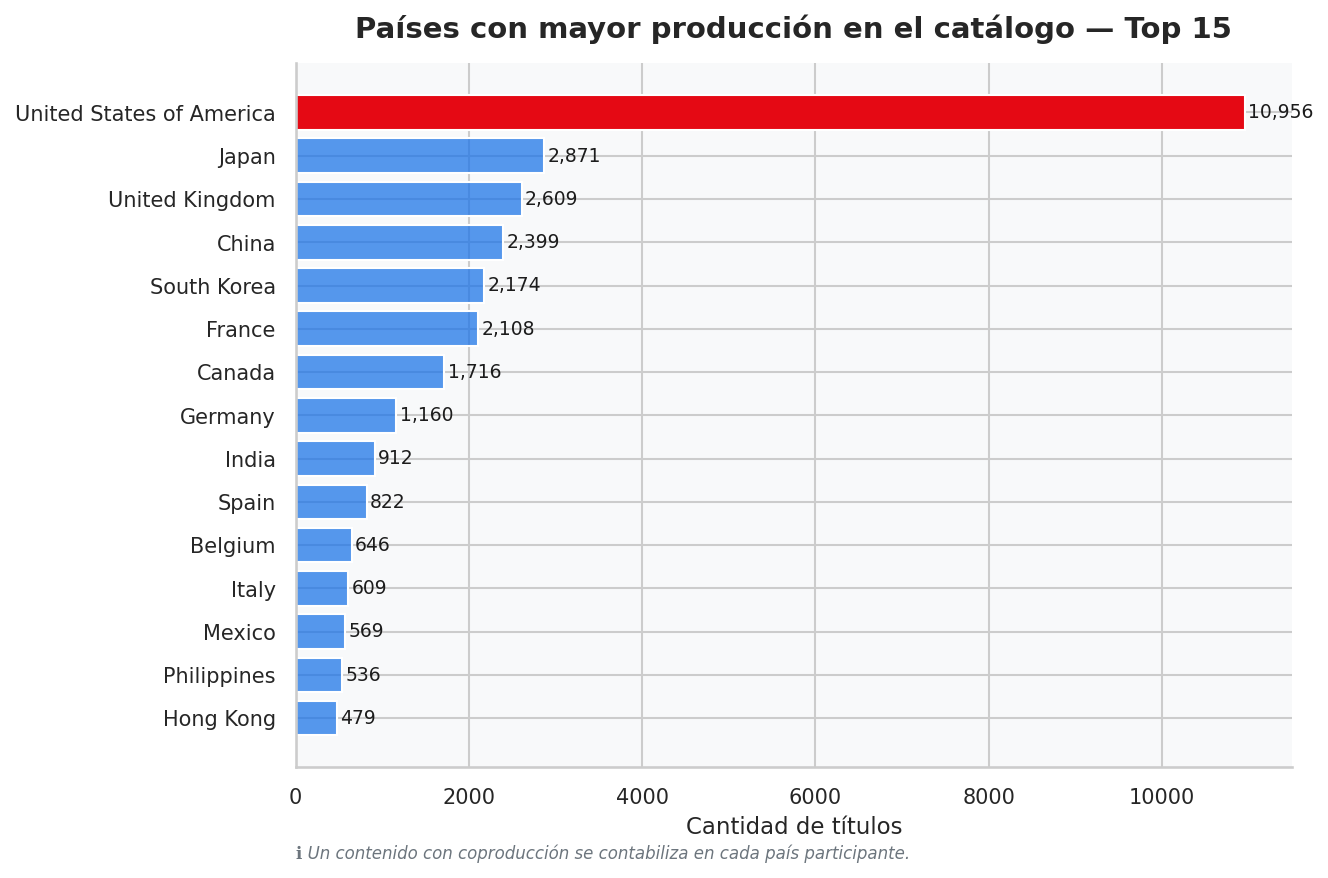 Países con mayor producción en el catálogo — Top 15
United States of America 10,956
Japan 2,871
United Kingdom 2,609
China 2,399
South Korea 2,174
France 2,108
Canada 1,716
Germany 1,160
India 912
Spain 822
Belgium 646
Italy 609
Mexico 569
Philippines 536
Hong Kong 479
0 2000 4000 6000 8000 10000
Cantidad de títulos
ℹ Un contenido con coproducción se contabiliza en cada país participante.